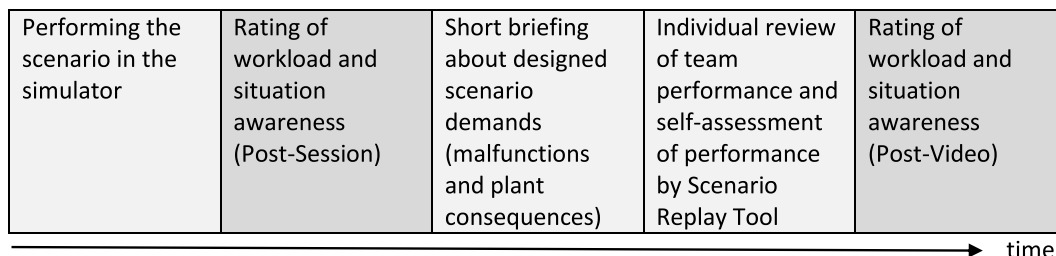 Performing the
scenario in the
simulator
Rating of
workload and
situation
awareness
(Post-Session)
Short briefing
about designed
scenario
demands
(malfunctions
and plant
consequences)
Individual review
of team
performance and
self-assessment
of performance
by Scenario
Replay Tool
Rating of
workload and
situation
awareness
(Post-Video)
time